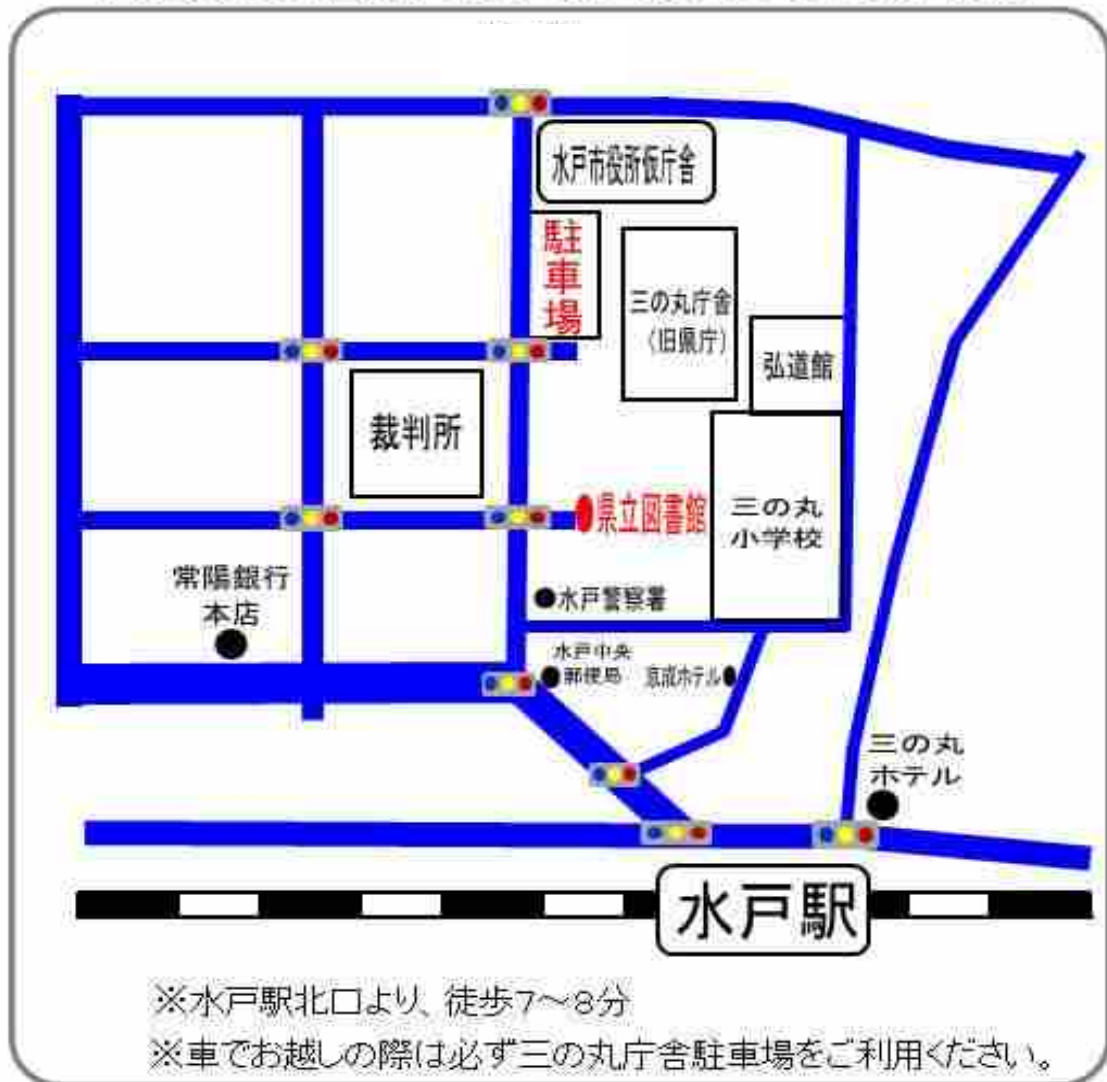 水戸市役所仮庁舎
駐車場
三の丸庁舎
(旧県庁)
弘道館
裁判所
県立図書館
三の丸
小学校
常陽銀行
本店
水戸警察署
水戸中央
郵便局
京成ホテル
三の丸
ホテル
水戸駅
※水戸駅北口より、徒歩7～8分
※車でお越しの際は必ず三の丸庁舎駐車場をご利用ください。